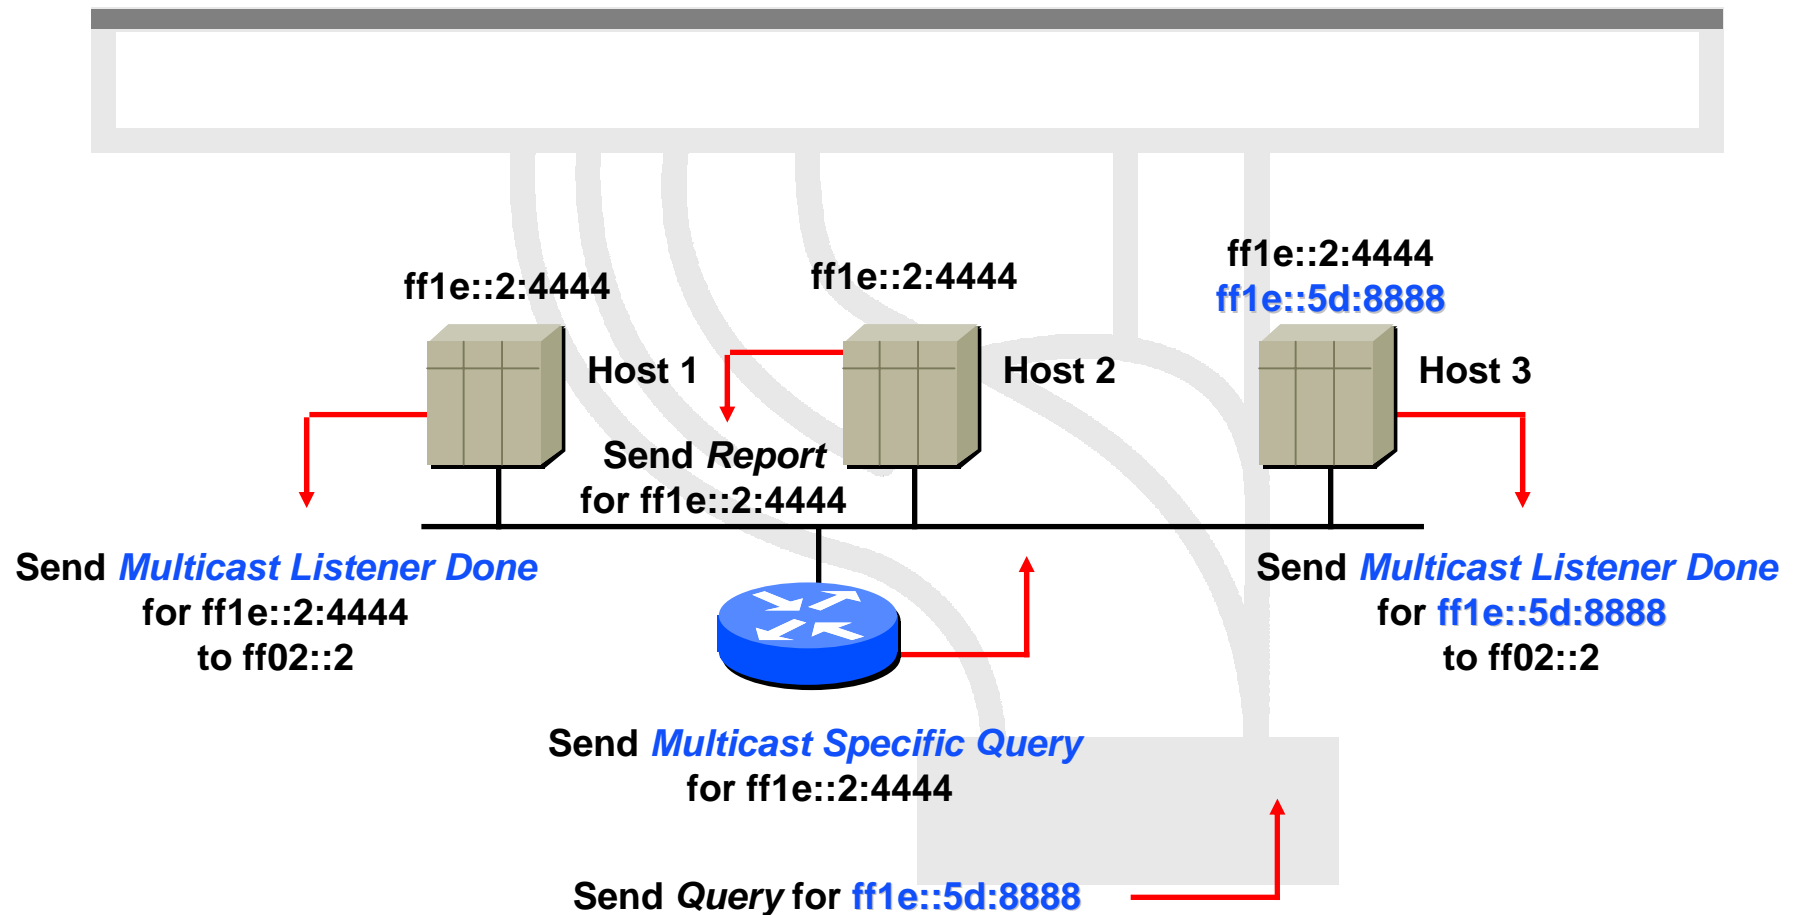 ff1e::2:4444
ff1e::2:4444
ff1e::2:4444
ff1e::5d:8888
Host 1
Host 2
Host 3
Send Report
for ff1e::2:4444
Send Multicast Listener Done
for ff1e::2:4444
to ff02::2
Send Multicast Listener Done
for ff1e::5d:8888
to ff02::2
Send Multicast Specific Query
for ff1e::2:4444
Send Query for ff1e::5d:8888